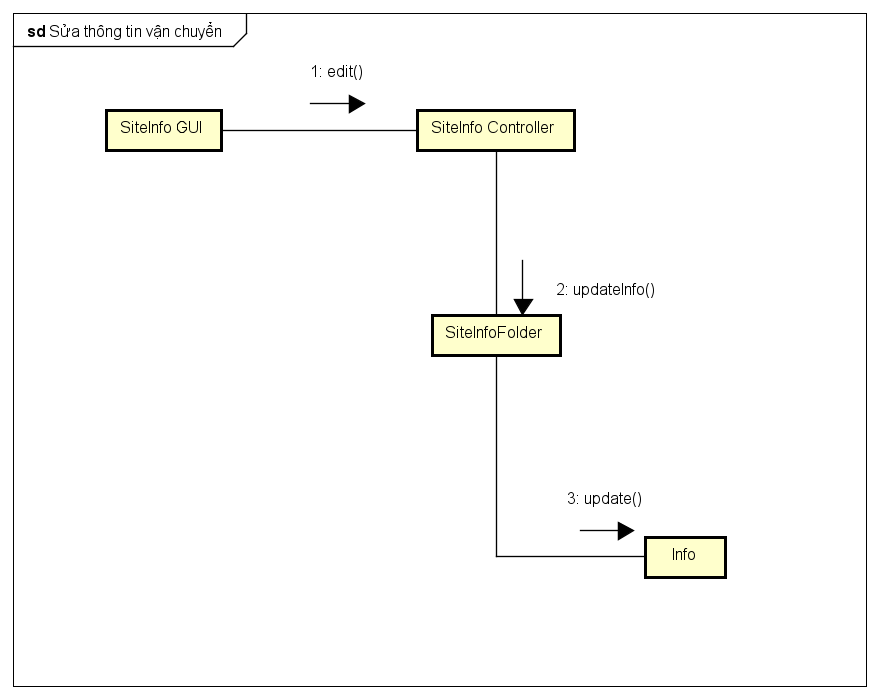 sd Sửa thông tin vận chuyển
1: edit()
SiteInfo GUI
SiteInfo Controller
2: updateInfo()
SiteInfoFolder
3: update()
Info